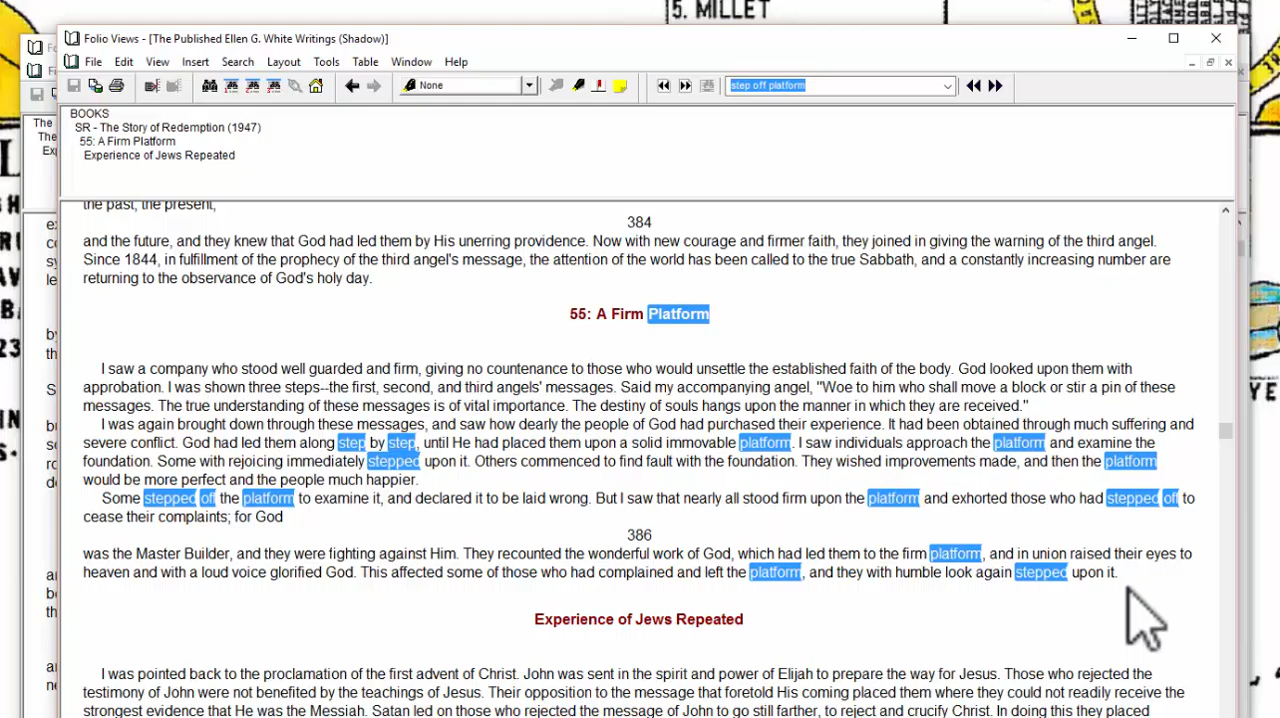 5. MILLET
Folio Views - [The Published Ellen G. White Writings (Shadow)]
File Edit View Insert Search Layout Tools Table Window Help
None
step off platform
BOOKS
SR - The Story of Redemption (1947)
55: A Firm Platform
Experience of Jews Repeated
the past, the present,
384
and the future, and they knew that God had led them by His unerring providence. Now with new courage and firmer faith, they joined in giving the warning of the third angel.
Since 1844, in fulfillment of the prophecy of the third angel's message, the attention of the world has been called to the true Sabbath, and a constantly increasing number are
returning to the observance of God's holy day.
55: A Firm Platform
I saw a company who stood well guarded and firm, giving no countenance to those who would unsettle the established faith of the body. God looked upon them with
approbation. I was shown three steps--the first, second, and third angels' messages. Said my accompanying angel, "Woe to him who shall move a block or stir a pin of these
messages. The true understanding of these messages is of vital importance. The destiny of souls hangs upon the manner in which they are received."
I was again brought down through these messages, and saw how dearly the people of God had purchased their experience. It had been obtained through much suffering and
severe conflict. God had led them along step by step, until He had placed them upon a solid immovable platform. I saw individuals approach the platform and examine the
foundation. Some with rejoicing immediately stepped upon it. Others commenced to find fault with the foundation. They wished improvements made, and then the platform
would be more perfect and the people much happier.
Some stepped off the platform to examine it, and declared it to be laid wrong. But I saw that nearly all stood firm upon the platform and exhorted those who had stepped off to
cease their complaints; for God
386
was the Master Builder, and they were fighting against Him. They recounted the wonderful work of God, which had led them to the firm platform, and in union raised their eyes to
heaven and with a loud voice glorified God. This affected some of those who had complained and left the platform, and they with humble look again stepped upon it.
Experience of Jews Repeated
I was pointed back to the proclamation of the first advent of Christ. John was sent in the spirit and power of Elijah to prepare the way for Jesus. Those who rejected the
testimony of John were not benefited by the teachings of Jesus. Their opposition to the message that foretold His coming placed them where they could not readily receive the
strongest evidence that He was the Messiah. Satan led on those who rejected the message of John to go still farther, to reject and crucify Christ. In doing this they placed